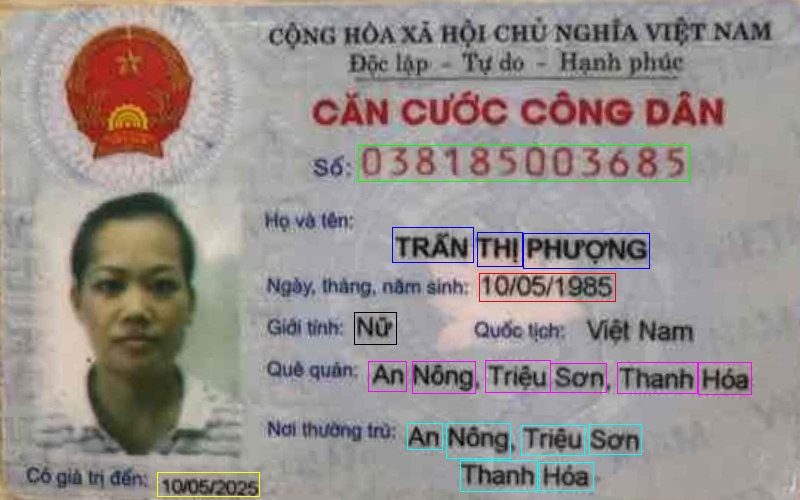 CỘNG HÒA XÃ HỘI CHỦ NGHĨA VIỆT NAM
Độc lập - Tự do - Hạnh phúc
CĂN CƯỚC CÔNG DÂN
Số: 038185003685
Họ và tên:
TRẦN THỊ PHƯỢNG
Ngày, tháng, năm sinh: 10/05/1985
Giới tính: Nữ Quốc tịch: Việt Nam
Quê quán: An Nông, Triệu Sơn, Thanh Hóa
Nơi thường trú: An Nông, Triệu Sơn
Thanh Hóa
Có giá trị đến: 10/05/2025